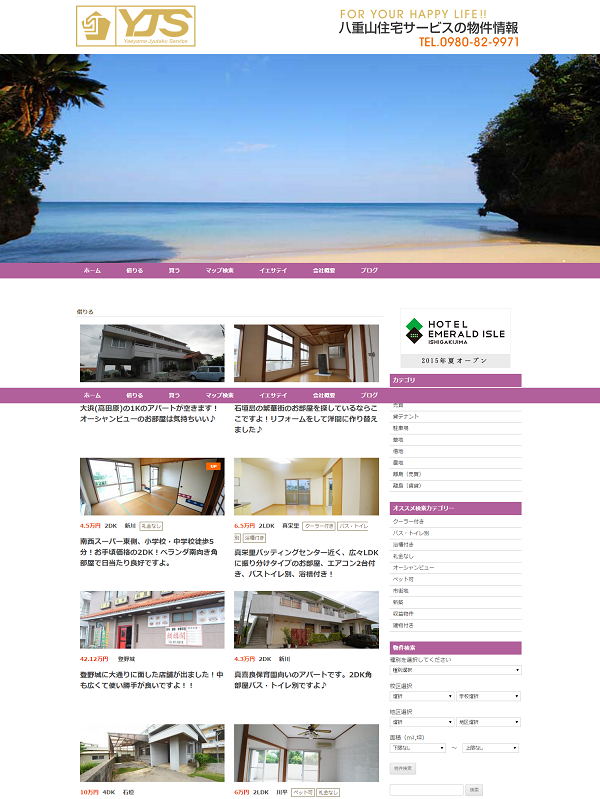 YJS
Yaeyama Jyutaku Service
FOR YOUR HAPPY LIFE!!
八重山住宅サービスの物件情報
TEL.0980-82-9971
ホーム 借りる 買う マップ検索 イエサテイ 会社概要 ブログ
借りる
HOTEL
EMERALD ISLE
ISHIGAKIJIMA
2015年夏オープン
カテゴリ
ホーム 借りる 買う マップ検索 イエサテイ 会社概要 ブログ
大浜(高田原)の1Kのアパートが空きます！
オーシャンビューのお部屋は気持ちいい♪
石垣島の繁華街のお部屋を探しているならこ
こですよ！リフォームをして洋間に作り替え
ました♪
売買
貸テナント
駐車場
墓地
借地
農地
離島（売買）
離島（賃貸）
UP
4.5万円 2DK 新川 礼金なし
南西スーパー東側、小学校・中学校徒歩5
分！お手頃価格の2DK！ベランダ南向き角
部屋で日当たり良好ですよ。
6.5万円 2LDK 真栄里 クーラー付き バス・トイレ
別 浴槽付き
真栄里バッティングセンター近く、広々LDK
に振り分けタイプのお部屋、エアコン2台付
き、バストイレ別、浴槽付き！
オススメ検索カテゴリー
クーラー付き
バス・トイレ別
浴槽付き
礼金なし
オーシャンビュー
ペット可
市街地
新築
収益物件
建物付き
42.12万円 登野城
登野城に大通りに面した店舗が出ました！中
も広くて使い勝手が良いですよ！！
4.3万円 2DK 新川
真喜良保育園向いのアパートです。2DK角
部屋バス・トイレ別ですよ♪
物件検索
種別を選択してください
種別選択
校区選択
選択 学校選択
地区選択
選択 地区選択
面積（㎡,坪）
下限なし ～ 上限なし
物件検索
検索
10万円 4DK 石垣
6万円 2LDK 川平 ペット可 礼金なし